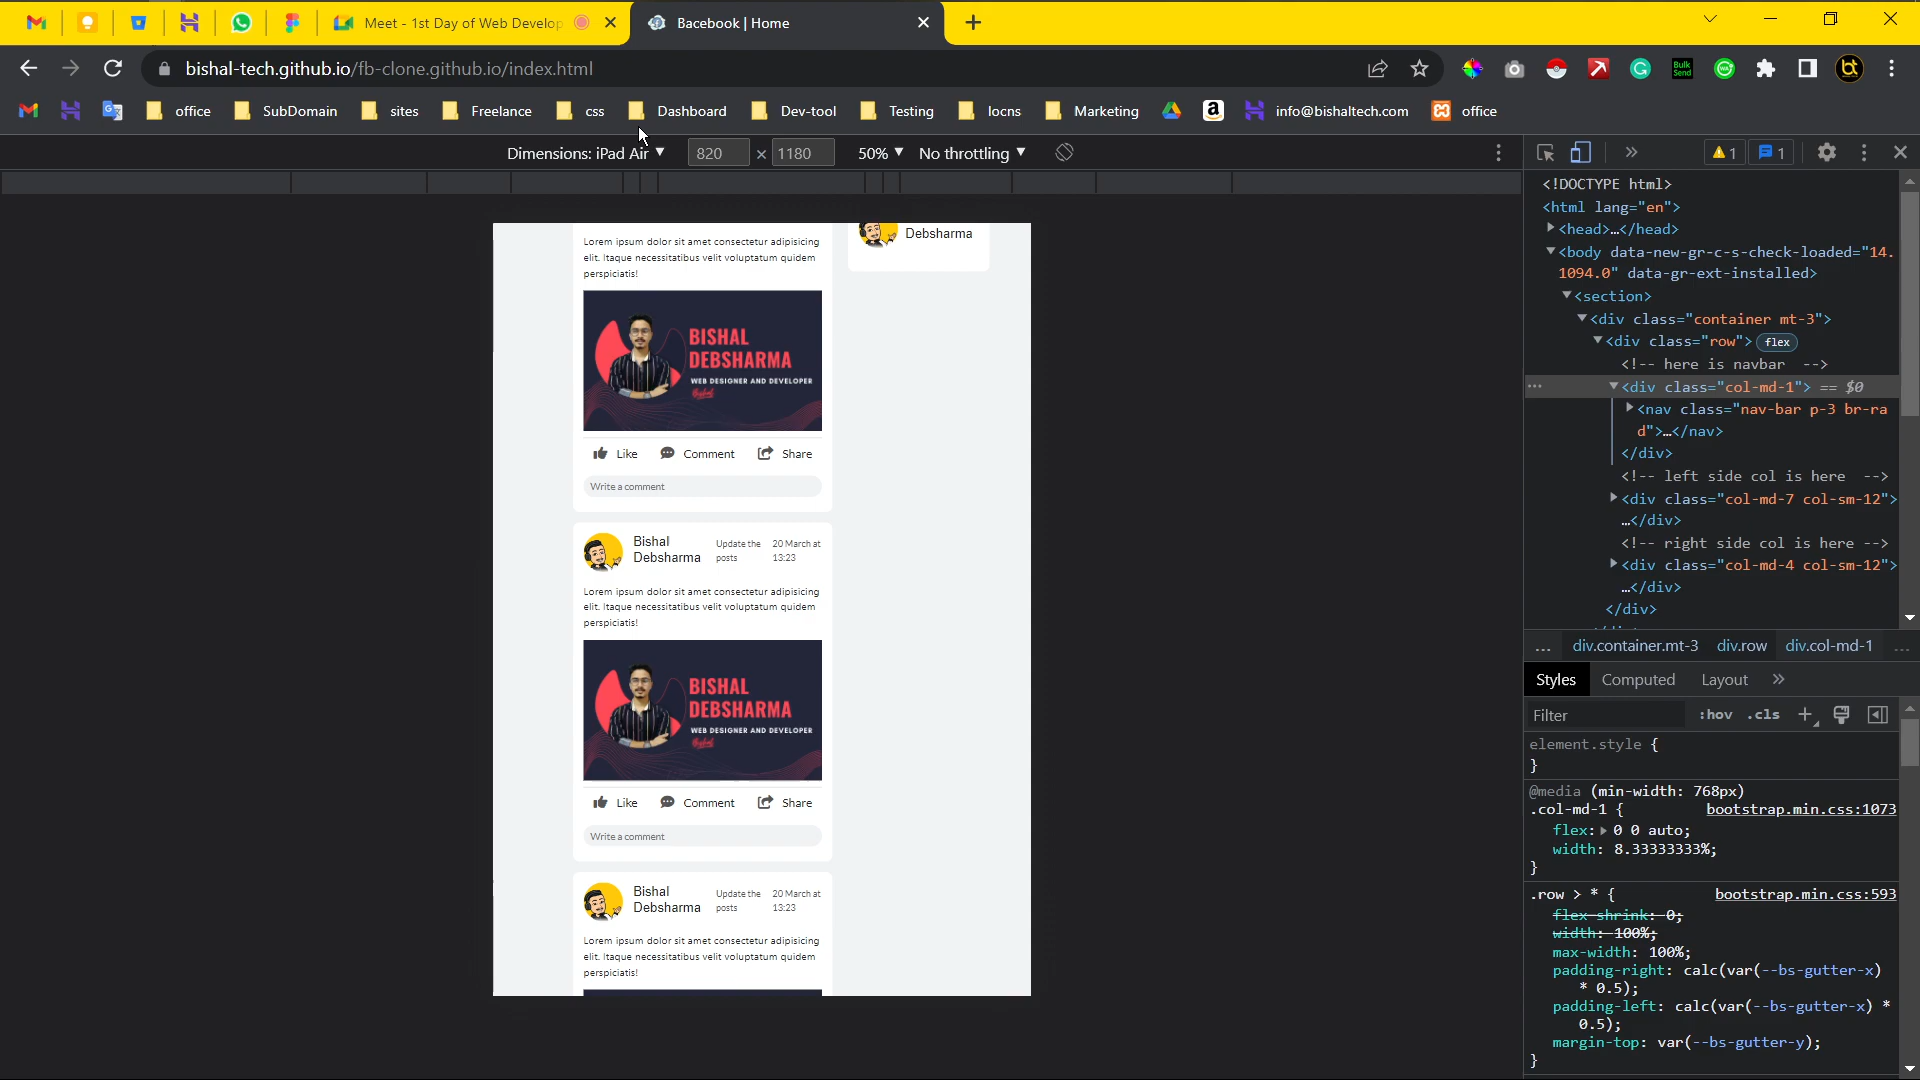 Meet - 1st Day of Web Develop
Bacebook | Home
bishal-tech.github.io/fb-clone.github.io/index.html
office
SubDomain
sites
Freelance
css
Dashboard
Dev-tool
Testing
locns
Marketing
info@bishaltech.com
office
Dimensions: iPad Air
820
×
1180
50%
No throttling
1
1
Lorem ipsum dolor sit amet consectetur adipisicing
elit. Itaque necessitatibus velit voluptatum quidem
perspiciatis!
Debsharma
BISHAL
DEBSHARMA
WEB DESIGNER AND DEVELOPER
Like
Comment
Share
Write a comment
Bishal
Debsharma
Update the
posts
20 March at
13:23
Lorem ipsum dolor sit amet consectetur adipisicing
elit. Itaque necessitatibus velit voluptatum quidem
perspiciatis!
BISHAL
DEBSHARMA
WEB DESIGNER AND DEVELOPER
Like
Comment
Share
Write a comment
Bishal
Debsharma
Update the
posts
20 March at
13:23
Lorem ipsum dolor sit amet consectetur adipisicing
elit. Itaque necessitatibus velit voluptatum quidem
perspiciatis!
<!DOCTYPE html>
<html lang="en">
<head>…</head>
<body data-new-gr-c-s-check-loaded="14.
1094.0" data-gr-ext-installed>
<section>
<div class="container mt-3">
<div class="row"> flex
<!-- here is navbar -->
<div class="col-md-1"> == $0
<nav class="nav-bar p-3 br-ra
d">…</nav>
</div>
<!-- left side col is here -->
<div class="col-md-7 col-sm-12">
…</div>
<!-- right side col is here -->
<div class="col-md-4 col-sm-12">
…</div>
</div>
... div.container.mt-3 div.row div.col-md-1 ...
Styles
Computed
Layout
Filter
:hov
.cls
element.style {
}
@media (min-width: 768px)
.col-md-1 {
bootstrap.min.css:1073
flex: 0 0 auto;
width: 8.33333333%;
}
.row > * {
bootstrap.min.css:593
flex-shrink: 0;
width: 100%;
max-width: 100%;
padding-right: calc(var(--bs-gutter-x)
* 0.5);
padding-left: calc(var(--bs-gutter-x) *
0.5);
margin-top: var(--bs-gutter-y);
}